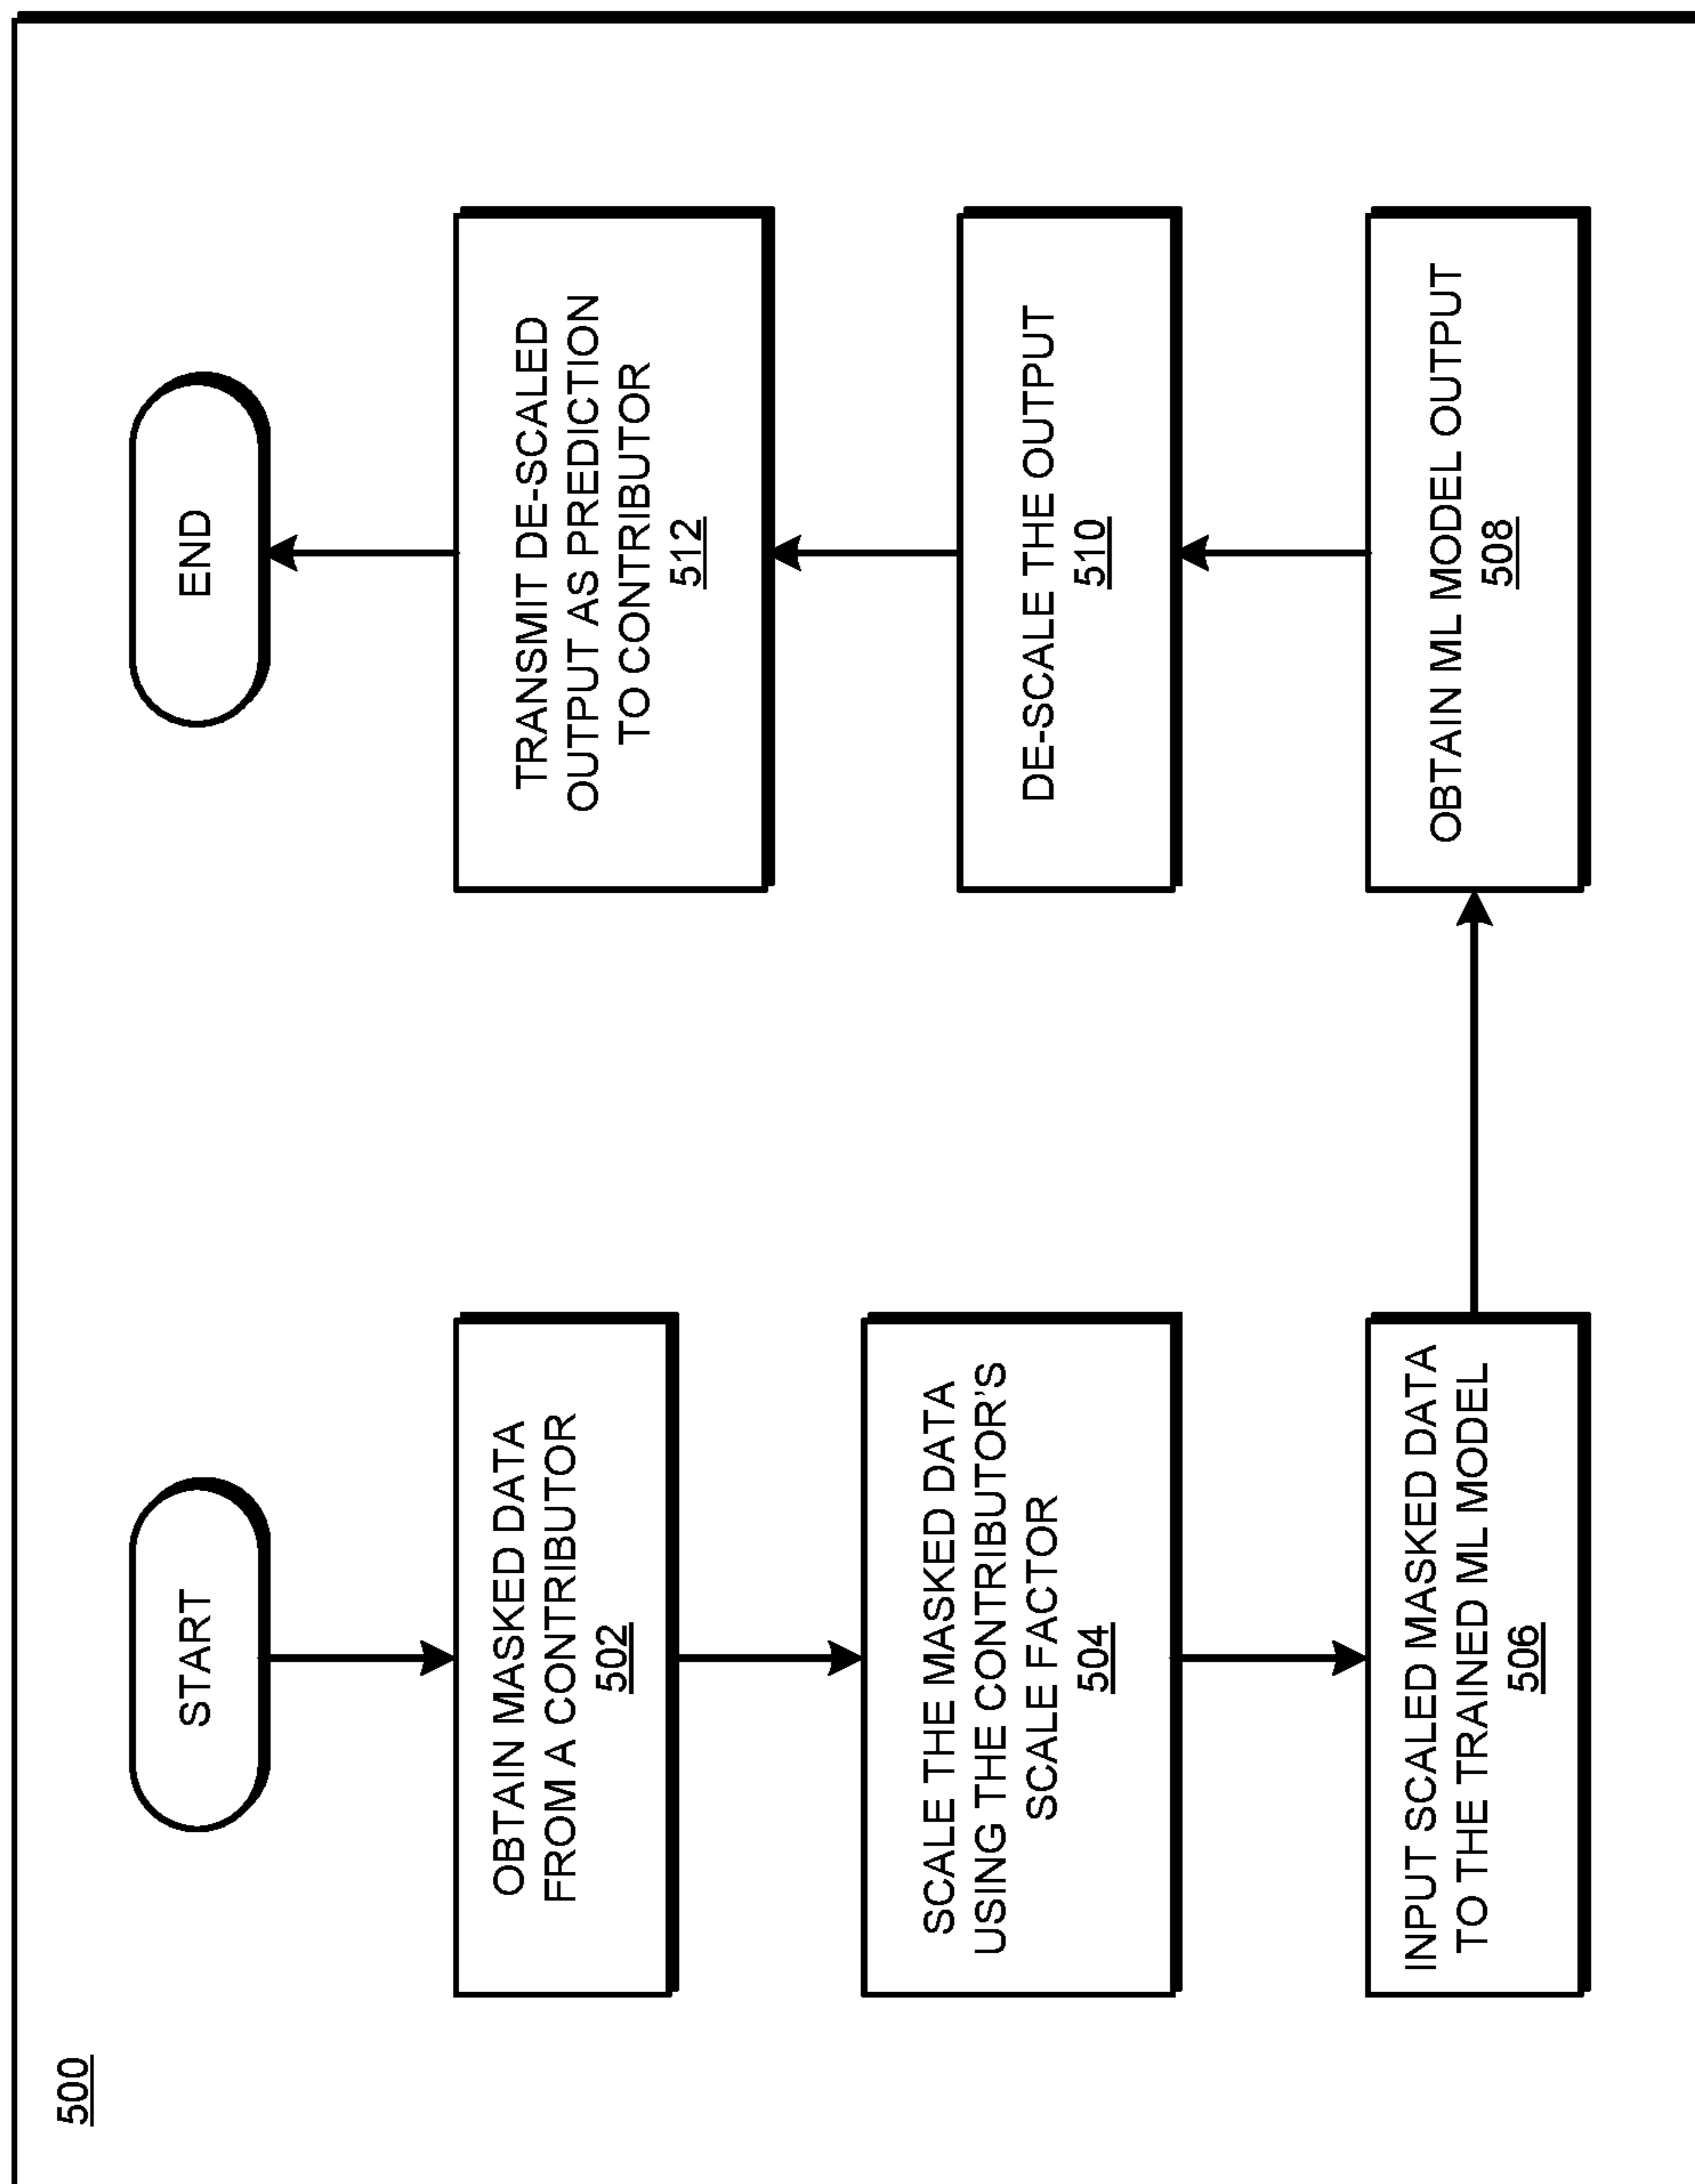 500
START
OBTAIN MASKED DATA
FROM A CONTRIBUTOR
502
SCALE THE MASKED DATA
USING THE CONTRIBUTOR'S
SCALE FACTOR
504
INPUT SCALED MASKED DATA
TO THE TRAINED ML MODEL
506
OBTAIN ML MODEL OUTPUT
508
DE-SCALE THE OUTPUT
510
TRANSMIT DE-SCALED
OUTPUT AS PREDICTION
TO CONTRIBUTOR
512
END